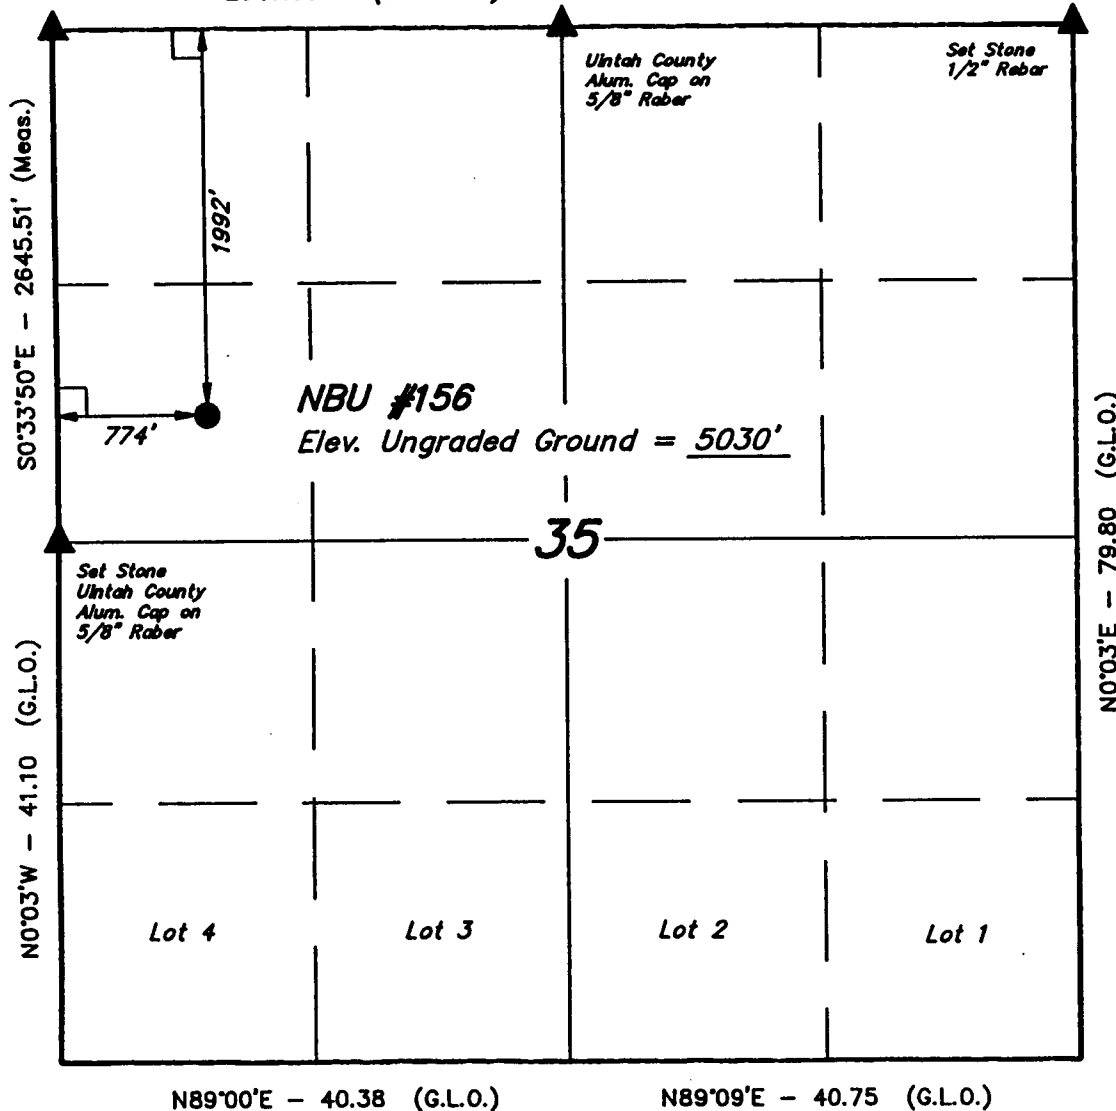 Uintah County
Alum. Cap on
5/8" Raber
Set Stone
1/2" Rebar
S0°33'50"E – 2645.51' (Meas.)
1992'
774'
NBU #156
Elev. Ungraded Ground = 5030'
N0°03'E – 79.80 (G.L.O.)
35
Set Stone
Uintah County
Alum. Cap on
5/8" Raber
N0°03'W – 41.10 (G.L.O.)
Lot 4
Lot 3
Lot 2
Lot 1
N89°00'E – 40.38 (G.L.O.)
N89°09'E – 40.75 (G.L.O.)